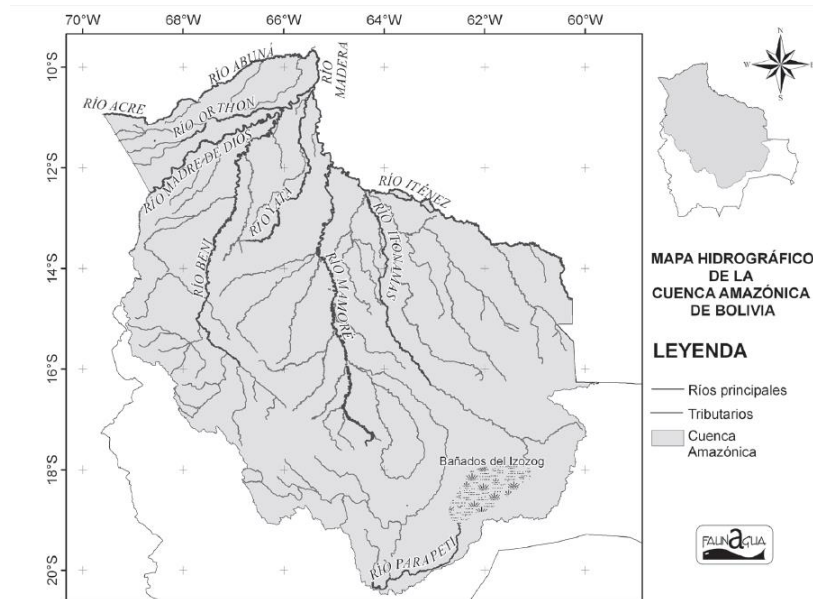 70°W
68°W
66°W
64°W
62°W
60°W
10°S
12°S
14°S
16°S
18°S
20°S
RÍO ABUNÁ
RÍO MADERA
RÍO ACRE
RÍO ORTHON
RÍO MADRE DE DIOS
RÍO YATA
RÍO BENI
RÍO ITÉNEZ
RÍO ITONAMAS
RÍO MAMORÉ
Bañados del Izozog
RÍO PARAPETÍ
N
W
E
S
MAPA HIDROGRÁFICO
DE LA
CUENCA AMAZÓNICA
DE BOLIVIA
LEYENDA
Ríos principales
Tributarios
Cuenca
Amazónica
FAUNAGUA